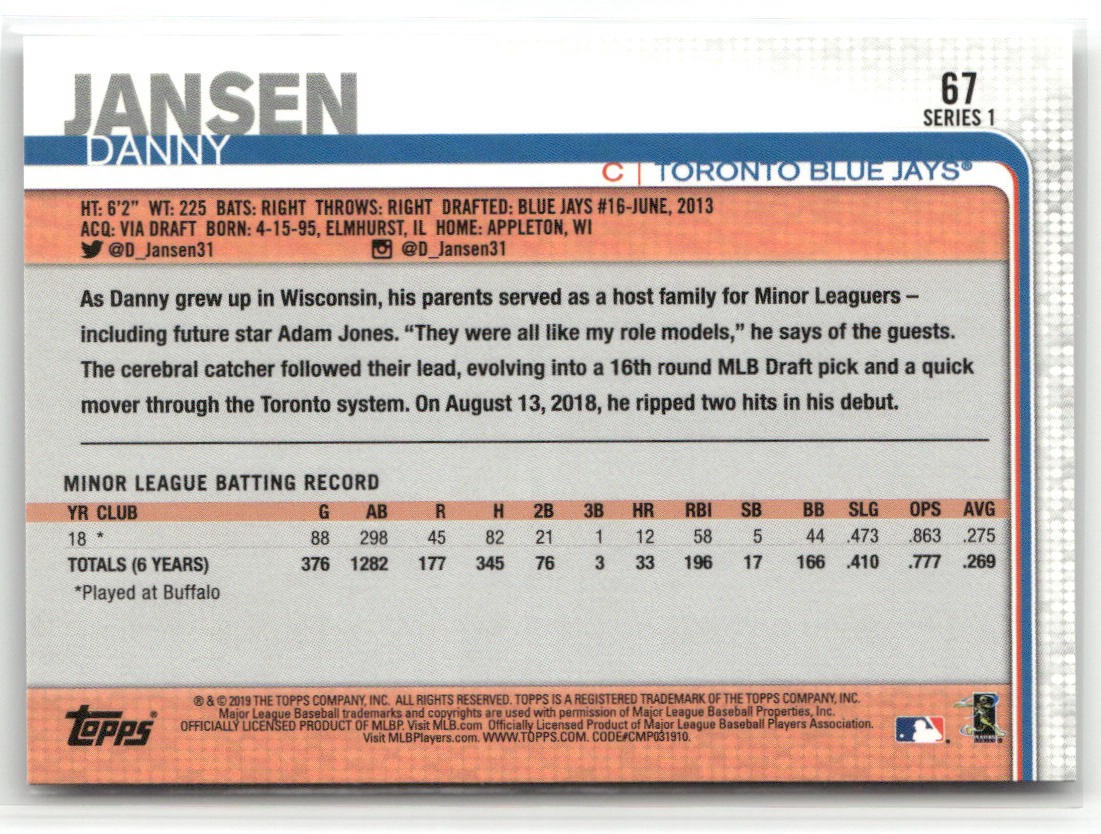 JANSEN
DANNY
67
SERIES 1
C | TORONTO BLUE JAYS®
HT: 6'2" WT: 225 BATS: RIGHT THROWS: RIGHT DRAFTED: BLUE JAYS #16-JUNE, 2013
ACQ: VIA DRAFT BORN: 4-15-95, ELMHURST, IL HOME: APPLETON, WI
@D_Jansen31 @D_Jansen31
As Danny grew up in Wisconsin, his parents served as a host family for Minor Leaguers –
including future star Adam Jones. “They were all like my role models,” he says of the guests.
The cerebral catcher followed their lead, evolving into a 16th round MLB Draft pick and a quick
mover through the Toronto system. On August 13, 2018, he ripped two hits in his debut.
MINOR LEAGUE BATTING RECORD
YR CLUB G AB R H 2B 3B HR RBI SB BB SLG OPS AVG
18 * 88 298 45 82 21 1 12 58 5 44 .473 .863 .275
TOTALS (6 YEARS) 376 1282 177 345 76 3 33 196 17 166 .410 .777 .269
*Played at Buffalo
Topps®
® & © 2019 THE TOPPS COMPANY, INC. ALL RIGHTS RESERVED. TOPPS IS A REGISTERED TRADEMARK OF THE TOPPS COMPANY, INC.
Major League Baseball trademarks and copyrights are used with permission of Major League Baseball Properties, Inc.
OFFICIALLY LICENSED PRODUCT OF MLBP. Visit MLB.com Officially Licensed Product of Major League Baseball Players Association.
Visit MLBPlayers.com. WWW.TOPPS.COM. CODE#CMP031910.